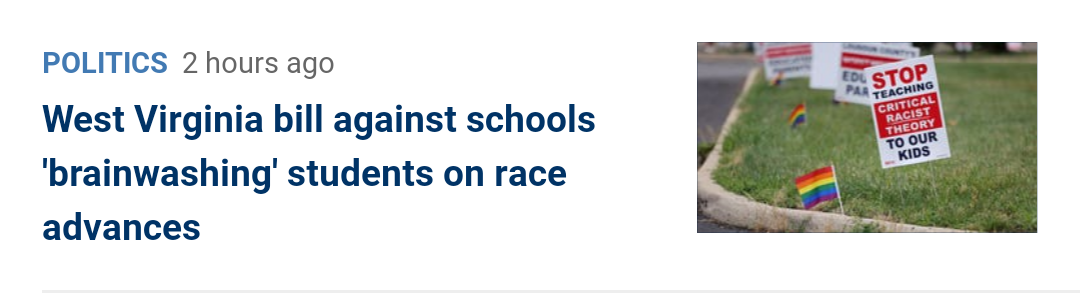 POLITICS 2 hours ago
West Virginia bill against schools
'brainwashing' students on race
advances
LOUDOUN COUNTY
EDU
PAR
STOP
TEACHING
CRITICAL
RACIST
THEORY
TO OUR
KIDS